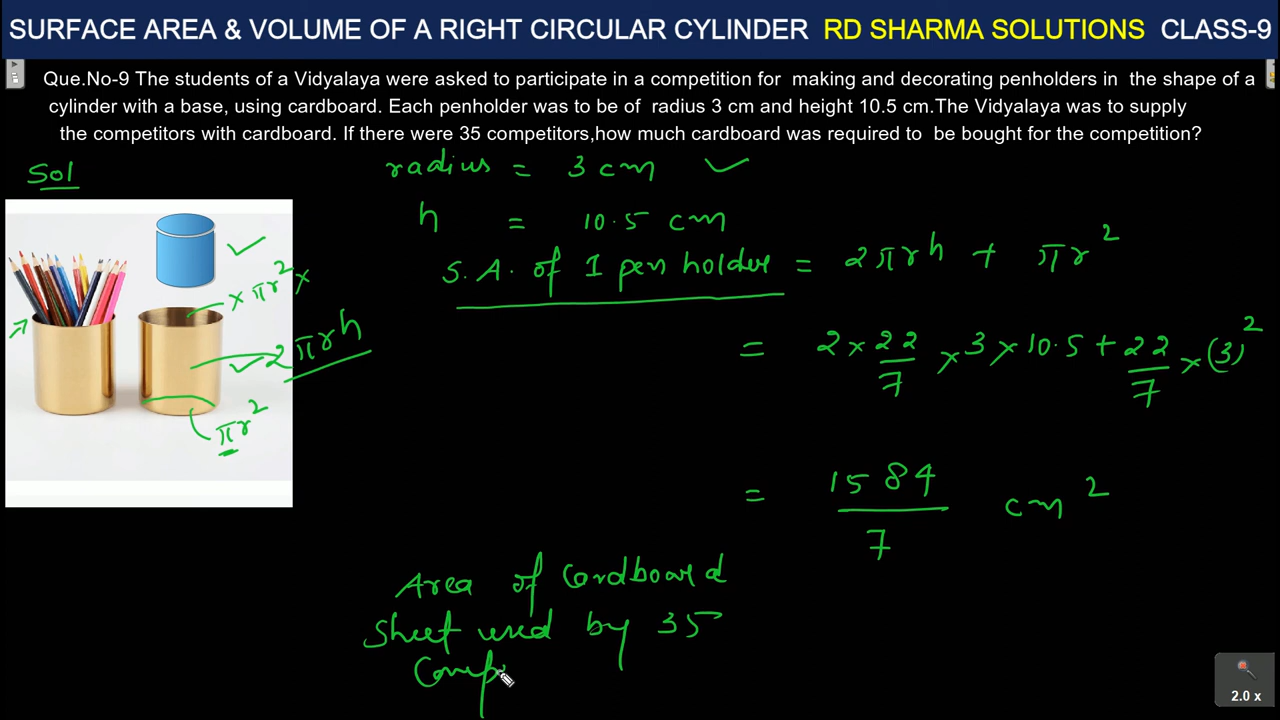 SURFACE AREA & VOLUME OF A RIGHT CIRCULAR CYLINDER RD SHARMA SOLUTIONS CLASS-9
Que.No-9 The students of a Vidyalaya were asked to participate in a competition for making and decorating penholders in the shape of a
cylinder with a base, using cardboard. Each penholder was to be of radius 3 cm and height 10.5 cm.The Vidyalaya was to supply
the competitors with cardboard. If there were 35 competitors,how much cardboard was required to be bought for the competition?
Sol
radius = 3 cm ✓
h = 10.5 cm
S.A. of 1 pen holder = 2πrh + πr²
= 2 × 22/7 × 3 × 10.5 + 22/7 × (3)²
= 1584/7 cm²
✓
× πr² ×
✓ 2πrh
πr²
Area of cardboard
sheet used by 35
Comp
2.0 x